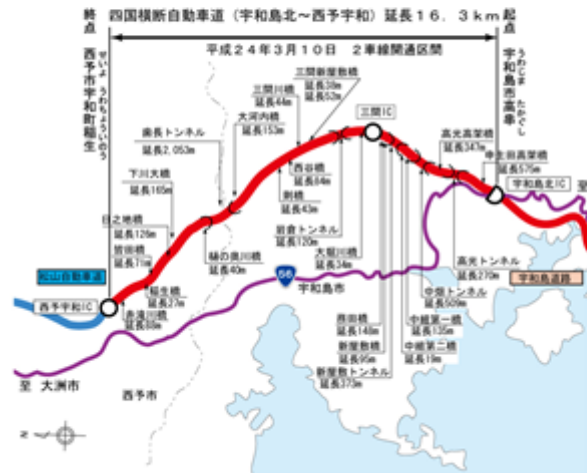 四国横断自動車道（宇和島北～西予宇和）延長16.3km
平成24年3月10日 2車線開通区間
終点
西予市宇和町稲生
せいよ うわちょういのう
起点
宇和島市高串
うわじま たかぐし
三間新屋敷橋
延長38m
延長52m
三間川橋
延長44m
大河内橋
延長153m
歯長トンネル
延長2,053m
下川大橋
延長165m
日之地橋
延長126m
皆田橋
延長71m
三間IC
高光高架橋
延長347m
中土田高架橋
延長575m
宇和島北IC
至
西谷橋
延長84m
剣橋
延長43m
岩倉トンネル
延長120m
大堀川橋
延長34m
樋の奥川橋
延長40m
稲生橋
延長27m
赤滝川橋
延長88m
西予宇和IC
松山自動車道
56
宇和島市
高光トンネル
延長270m
宇和島道路
中畑トンネル
延長509m
中組第一橋
延長135m
中組第二橋
延長19m
務田橋
延長148m
新屋敷橋
延長95m
新屋敷トンネル
延長373m
至 大洲市
西予市
N